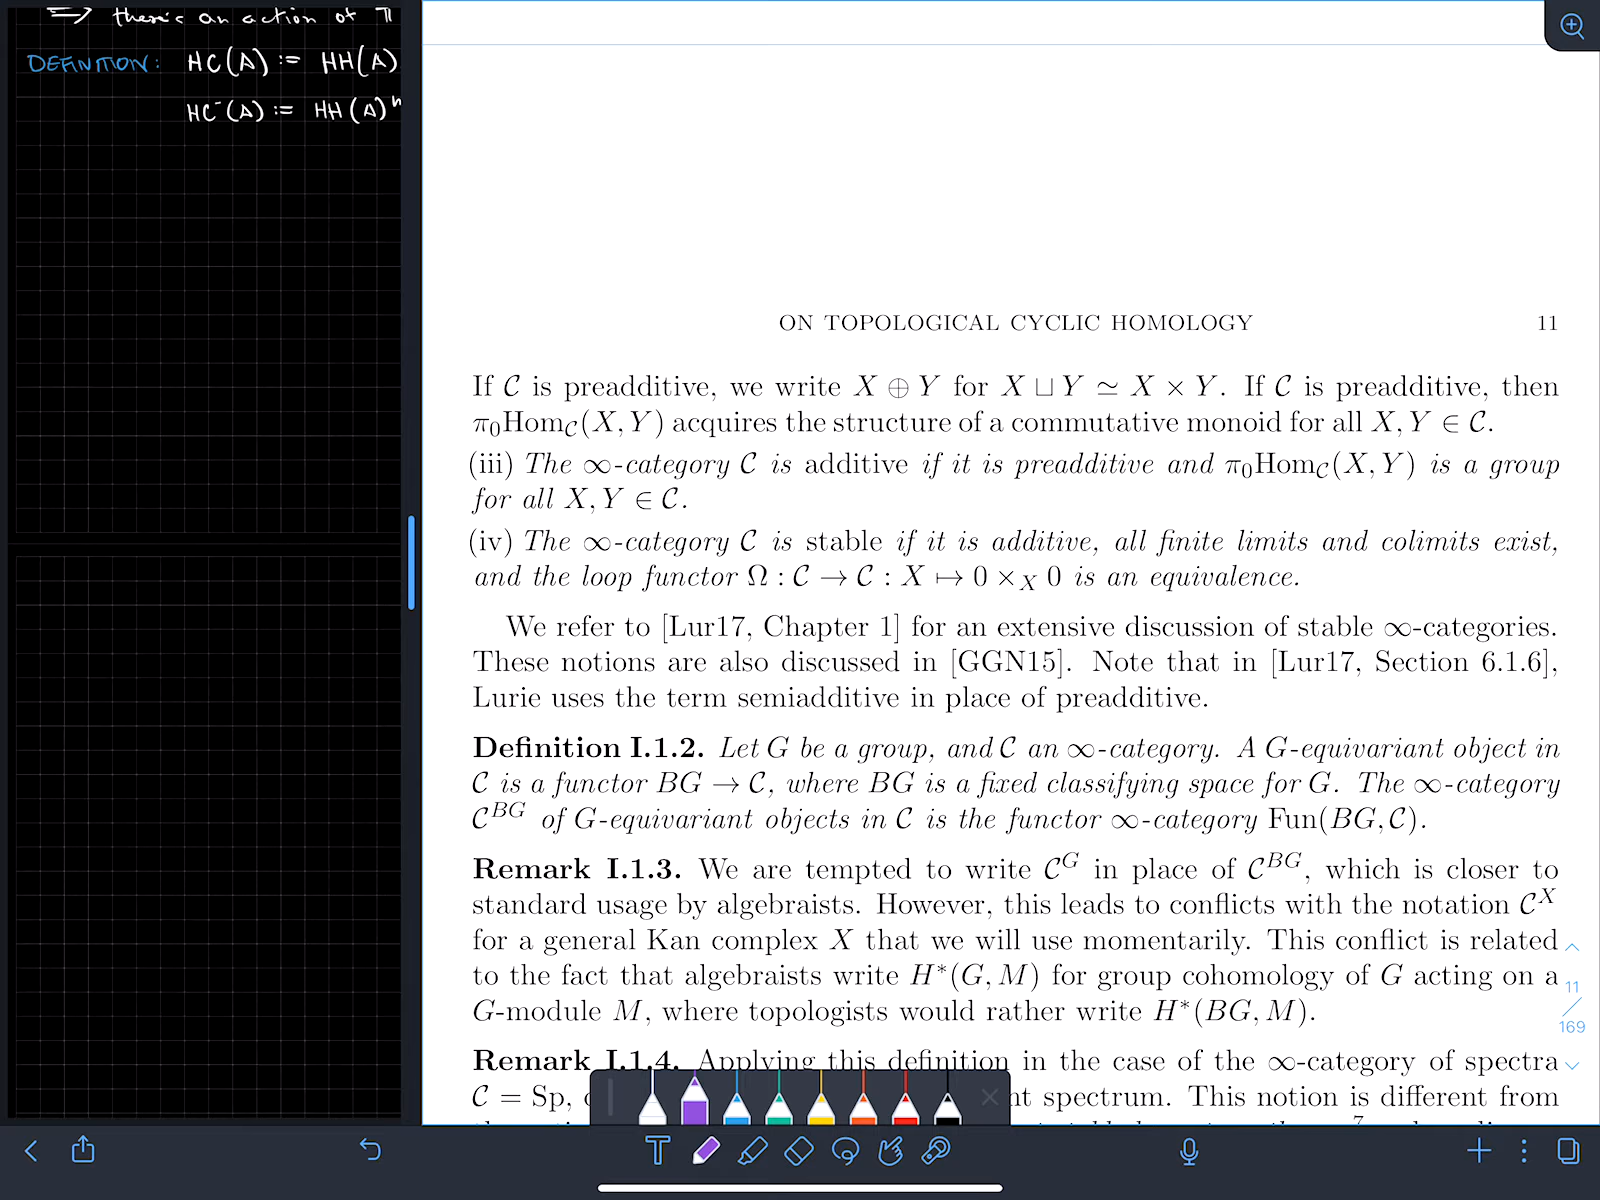 ⇒ there's an action of π
DEFINITION: HC(A) := HH(A)
HC⁻(A) := HH(A)ʰ
ON TOPOLOGICAL CYCLIC HOMOLOGY 11
If 𝒞 is preadditive, we write X ⊕ Y for X ⊔ Y ≃ X × Y. If 𝒞 is preadditive, then
π₀Hom_𝒞(X, Y) acquires the structure of a commutative monoid for all X, Y ∈ 𝒞.
(iii) The ∞-category 𝒞 is additive if it is preadditive and π₀Hom_𝒞(X, Y) is a group
for all X, Y ∈ 𝒞.
(iv) The ∞-category 𝒞 is stable if it is additive, all finite limits and colimits exist,
and the loop functor Ω : 𝒞 → 𝒞 : X ↦ 0 ×_X 0 is an equivalence.
We refer to [Lur17, Chapter 1] for an extensive discussion of stable ∞-categories.
These notions are also discussed in [GGN15]. Note that in [Lur17, Section 6.1.6],
Lurie uses the term semiadditive in place of preadditive.
Definition I.1.2. Let G be a group, and 𝒞 an ∞-category. A G-equivariant object in
𝒞 is a functor BG → 𝒞, where BG is a fixed classifying space for G. The ∞-category
𝒞^{BG} of G-equivariant objects in 𝒞 is the functor ∞-category Fun(BG, 𝒞).
Remark I.1.3. We are tempted to write 𝒞^G in place of 𝒞^{BG}, which is closer to
standard usage by algebraists. However, this leads to conflicts with the notation 𝒞^X
for a general Kan complex X that we will use momentarily. This conflict is related
to the fact that algebraists write H*(G, M) for group cohomology of G acting on a
G-module M, where topologists would rather write H*(BG, M).
Remark I.1.4. Applying this definition in the case of the ∞-category of spectra
𝒞 = Sp, nt spectrum. This notion is different from
11
/
169
T